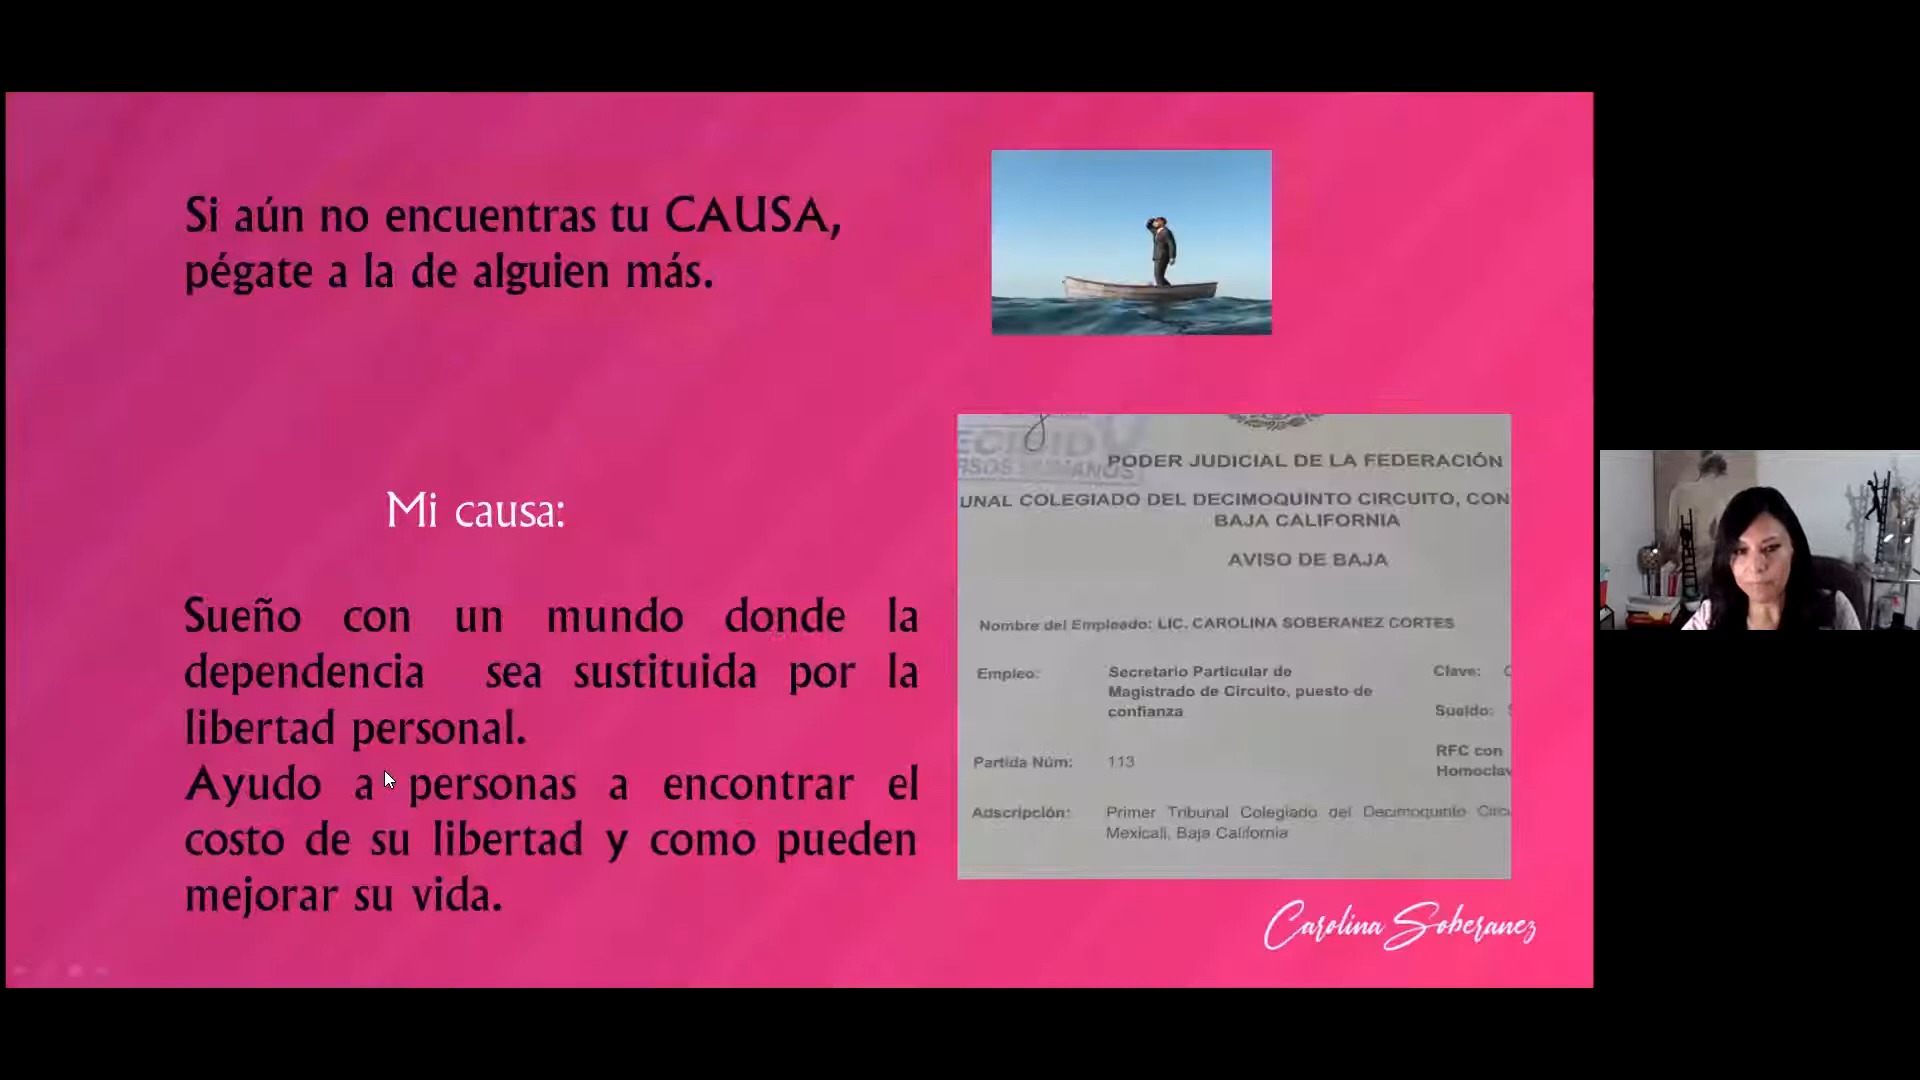 Si aún no encuentras tu CAUSA,
pégate a la de alguien más.
Mi causa:
Sueño con un mundo donde la
dependencia sea sustituida por la
libertad personal.
Ayudo a personas a encontrar el
costo de su libertad y como pueden
mejorar su vida.
PODER JUDICIAL DE LA FEDERACIÓN
UNAL COLEGIADO DEL DECIMOQUINTO CIRCUITO, CON
BAJA CALIFORNIA
AVISO DE BAJA
Nombre del Empleado: LIC. CAROLINA SOBERANEZ CORTES
Empleo: Secretario Particular de
Magistrado de Circuito, puesto de
confianza
Clave:
Sueldo:
RFC con
Homoclav
Partida Núm: 113
Adscripción: Primer Tribunal Colegiado del Decimoquinto Circu
Mexicali, Baja California
Carolina Soberanez